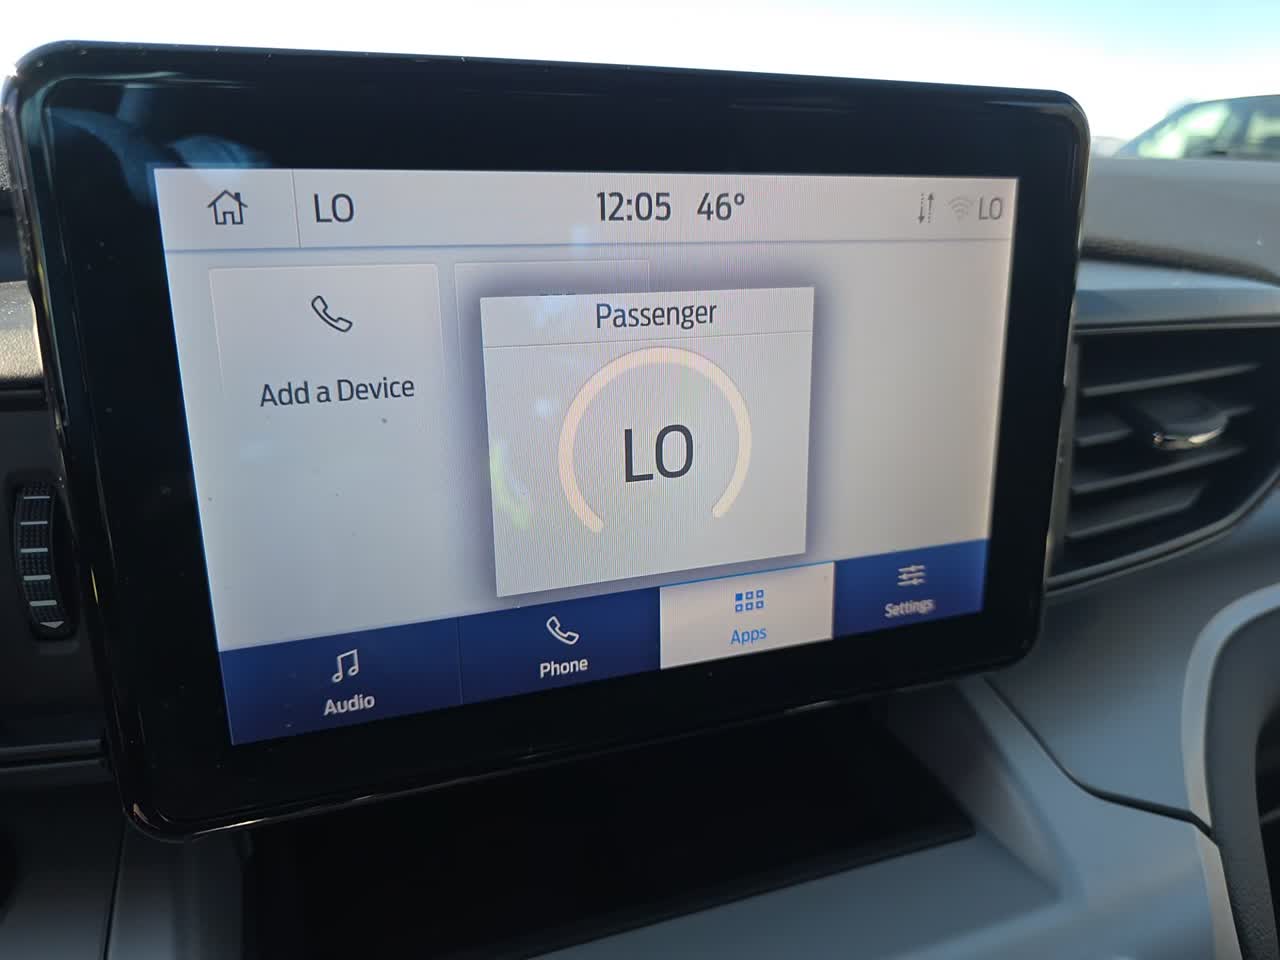 LO 12:05 46° LO
Passenger
Add a Device
LO
Audio
Phone
Apps
Settings